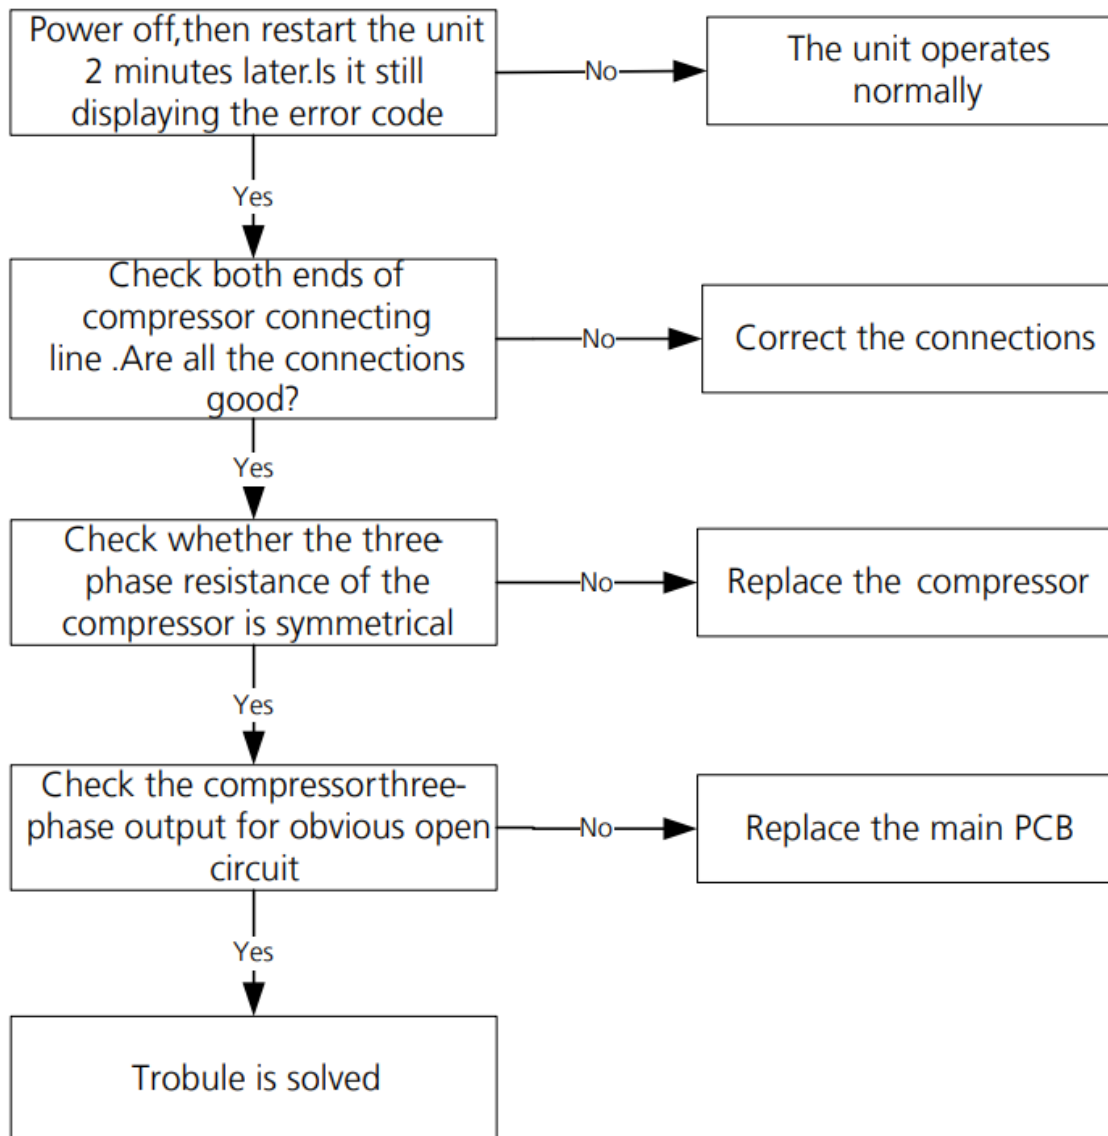 Power off,then restart the unit
2 minutes later.Is it still
displaying the error code
No
The unit operates
normally
Yes
Check both ends of
compressor connecting
line .Are all the connections
good?
No
Correct the connections
Yes
Check whether the three-
phase resistance of the
compressor is symmetrical
No
Replace the compressor
Yes
Check the compressorthree-
phase output for obvious open
circuit
No
Replace the main PCB
Yes
Trobule is solved